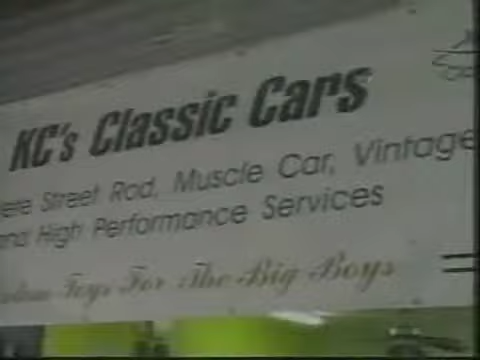 KC's Classic Cars
Street Rod, Muscle Car, Vintage
and High Performance Services
Toys For The Big Boys